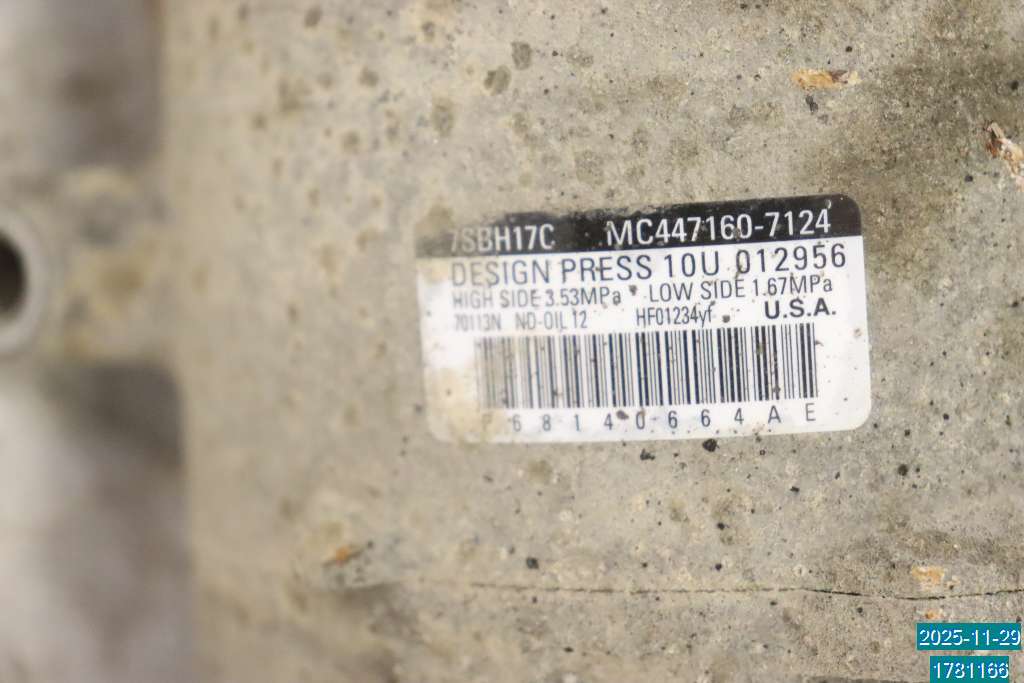 7SBH17C MC447160-7124
DESIGN PRESS 10U 012956
HIGH SIDE 3.53MPa LOW SIDE 1.67MPa
70113N ND-OIL 12 HF01234yf U.S.A.
P68140664AE
2025-11-29
1781166